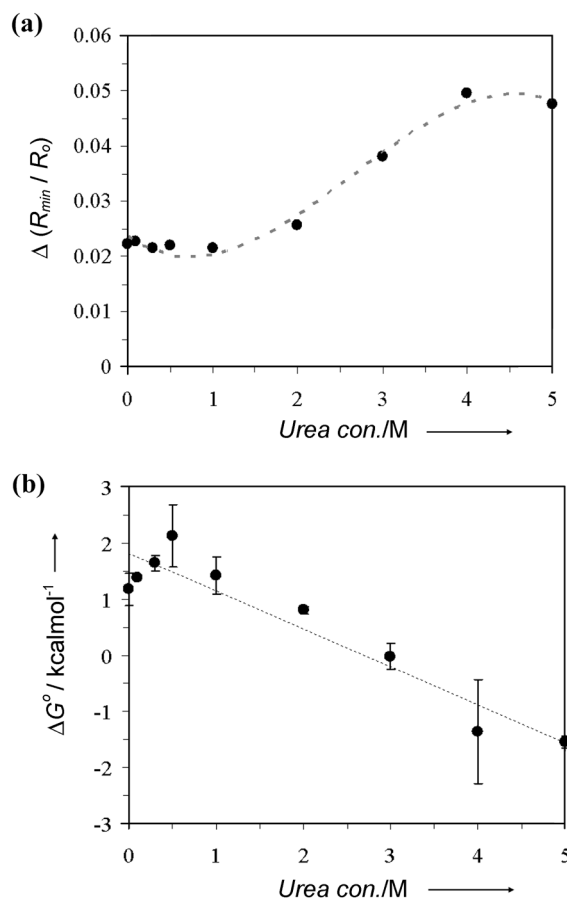 (a)
0.06
0.05
0.04
0.03
0.02
0.01
0
Δ (Rmin / Ro)
0 1 2 3 4 5
Urea con./M
(b)
3
2
1
0
-1
-2
-3
ΔGº / kcalmol⁻¹
0 1 2 3 4 5
Urea con./M